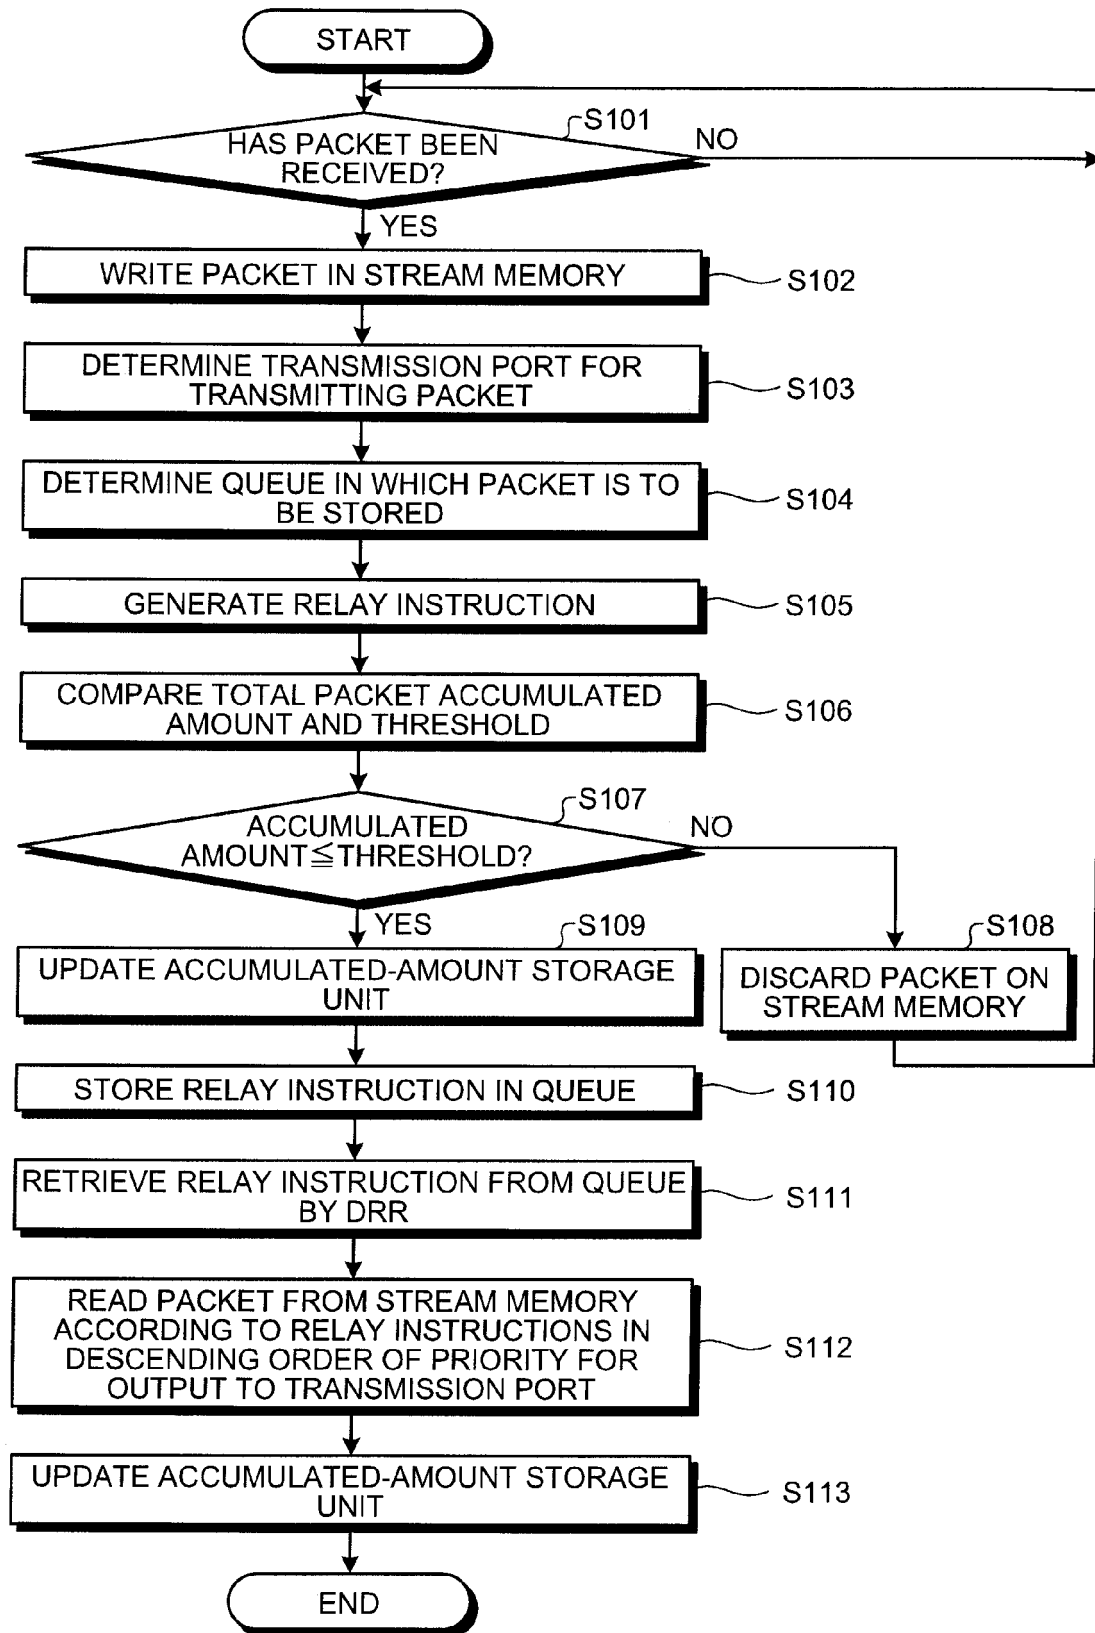 START
S101
HAS PACKET BEEN
RECEIVED?
NO
YES
WRITE PACKET IN STREAM MEMORY
S102
DETERMINE TRANSMISSION PORT FOR
TRANSMITTING PACKET
S103
DETERMINE QUEUE IN WHICH PACKET IS TO
BE STORED
S104
GENERATE RELAY INSTRUCTION
S105
COMPARE TOTAL PACKET ACCUMULATED
AMOUNT AND THRESHOLD
S106
S107
ACCUMULATED
AMOUNT≦THRESHOLD?
NO
YES
S109
UPDATE ACCUMULATED-AMOUNT STORAGE
UNIT
S108
DISCARD PACKET ON
STREAM MEMORY
STORE RELAY INSTRUCTION IN QUEUE
S110
RETRIEVE RELAY INSTRUCTION FROM QUEUE
BY DRR
S111
READ PACKET FROM STREAM MEMORY
ACCORDING TO RELAY INSTRUCTIONS IN
DESCENDING ORDER OF PRIORITY FOR
OUTPUT TO TRANSMISSION PORT
S112
UPDATE ACCUMULATED-AMOUNT STORAGE
UNIT
S113
END